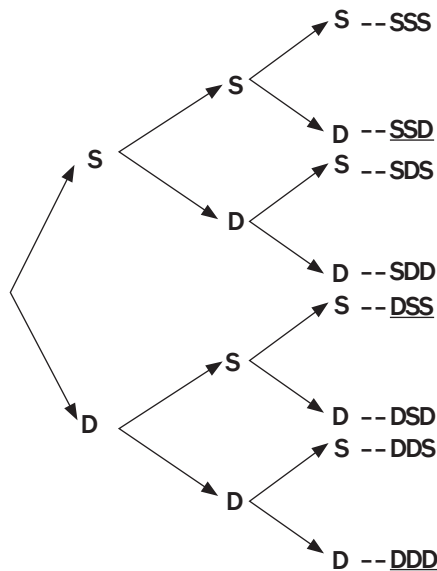 S --SSS
S
D --SSD
S
S --SDS
D
D --SDD
S --DSS
S
D --DSD
D
S --DDS
D
D --DDD